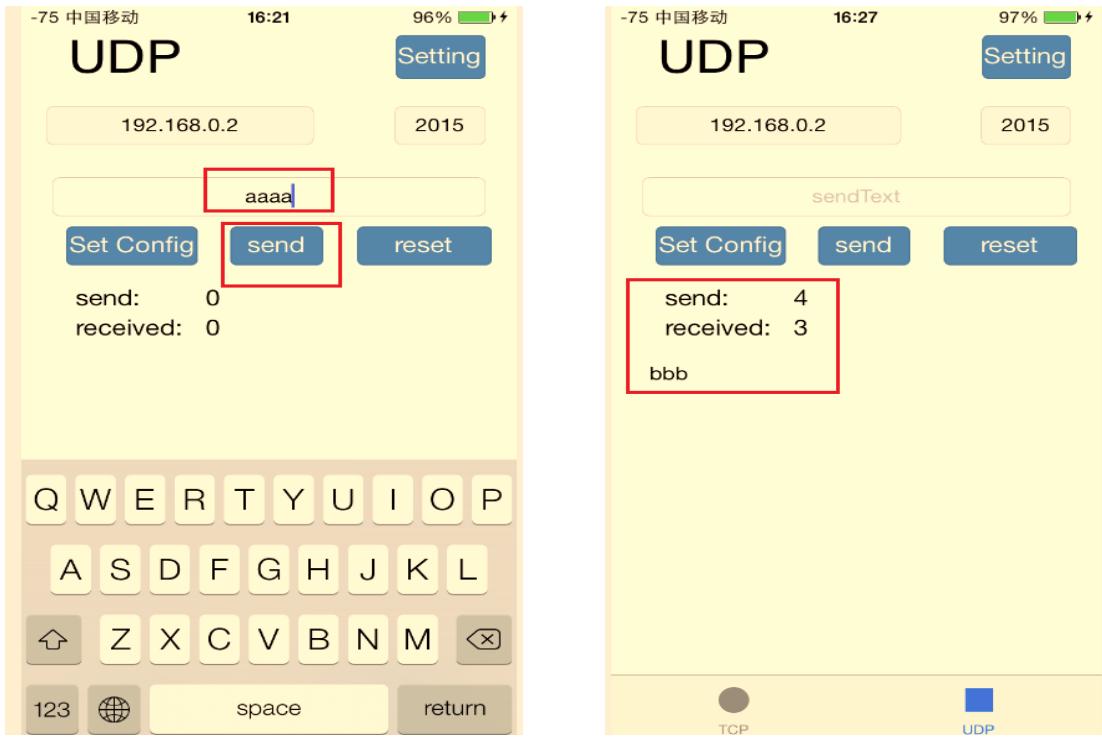 -75 中国移动 16:21 96%
UDP Setting
192.168.0.2 2015
aaaa
Set Config send reset
send: 0
received: 0
Q W E R T Y U I O P
A S D F G H J K L
Z X C V B N M
123 space return
-75 中国移动 16:27 97%
UDP Setting
192.168.0.2 2015
sendText
Set Config send reset
send: 4
received: 3
bbb
TCP UDP